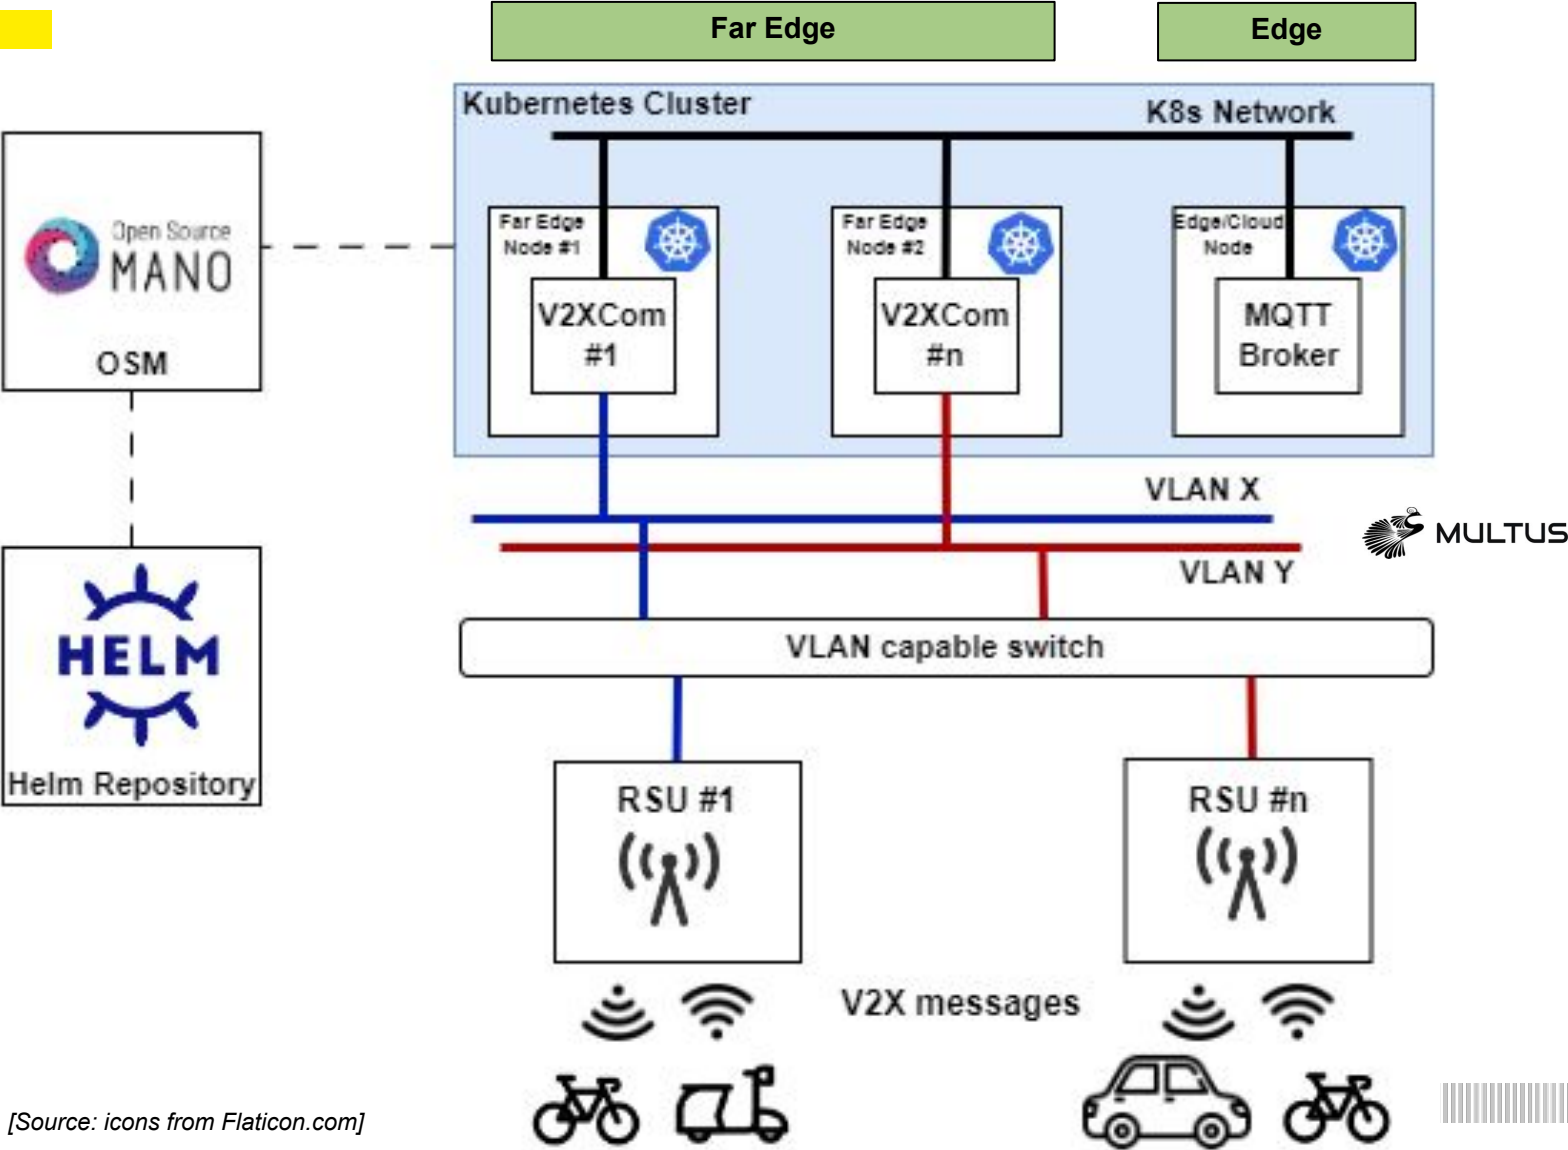 Far Edge
Edge
Kubernetes Cluster
K8s Network
Open Source
MANO
OSM
Far Edge
Node #1
V2XCom
#1
Far Edge
Node #2
V2XCom
#n
Edge/Cloud
Node
MQTT
Broker
VLAN X
MULTUS
VLAN Y
HELM
Helm Repository
VLAN capable switch
RSU #1
RSU #n
V2X messages
[Source: icons from Flaticon.com]